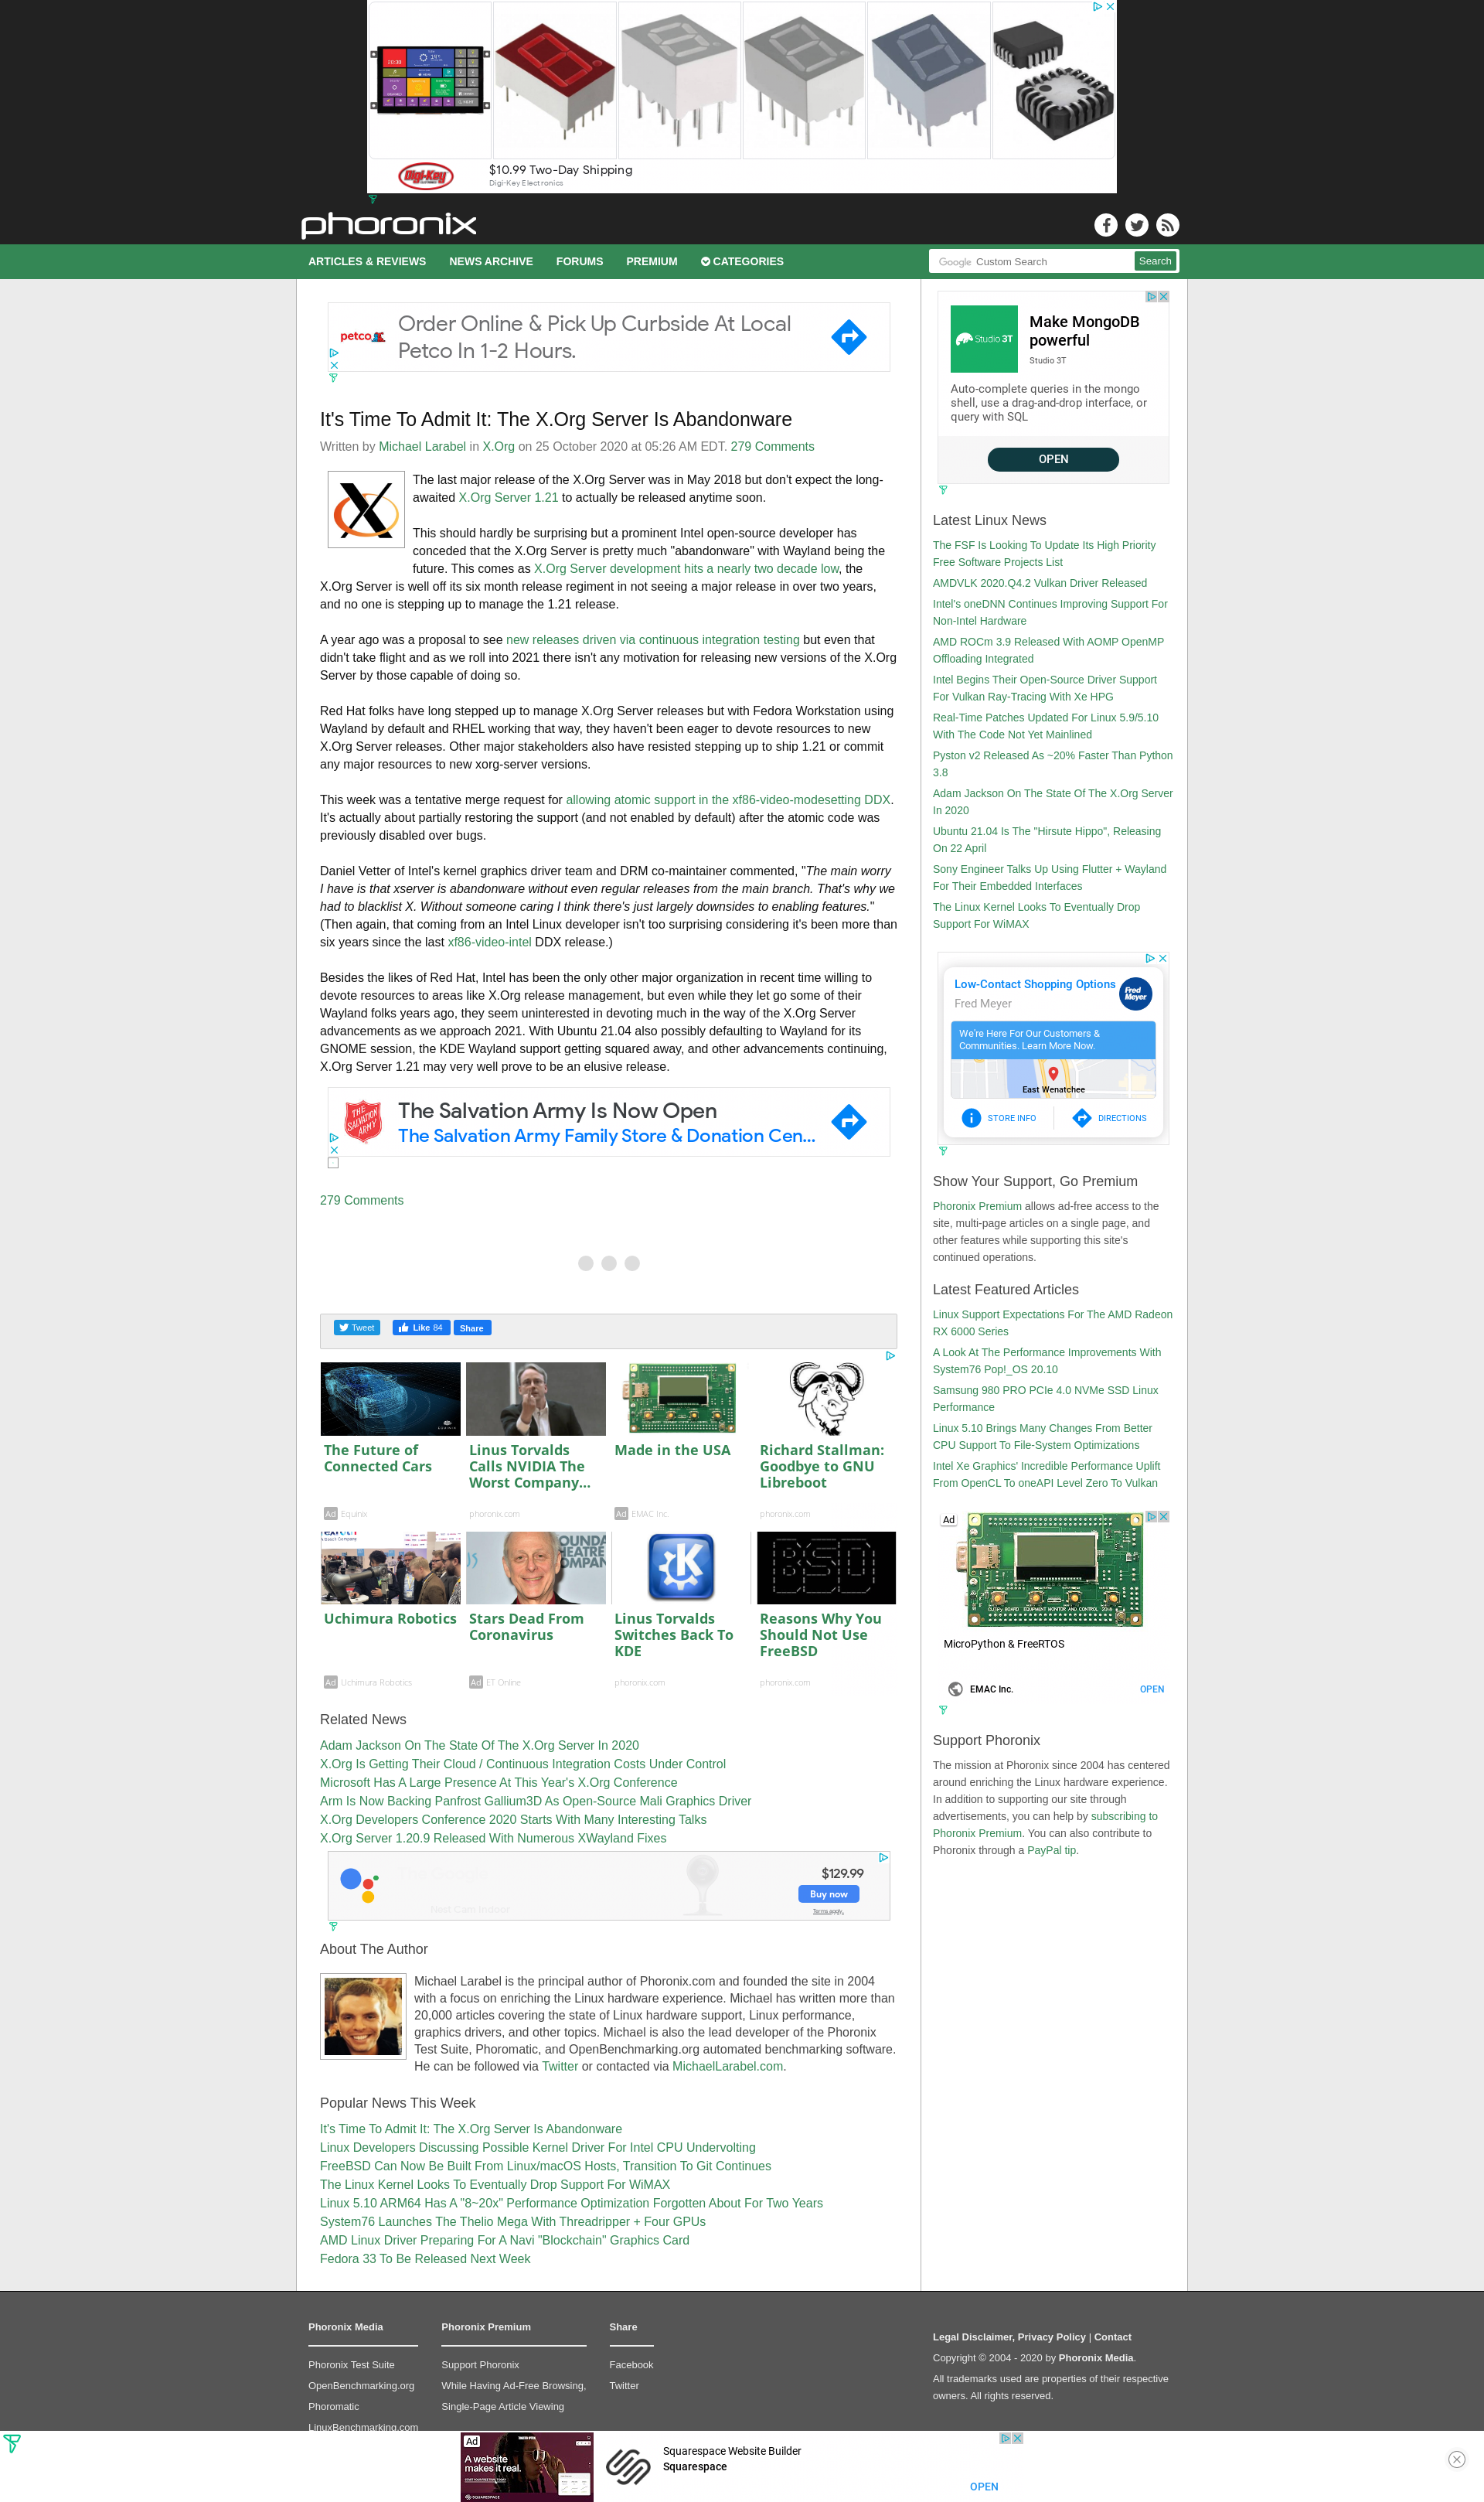 $10.99 Two-Day Shipping
Digi-Key Electronics
Digi-Key
phoronix
ARTICLES & REVIEWS
NEWS ARCHIVE
FORUMS
PREMIUM
CATEGORIES
Google Custom Search
Search
petco
Order Online & Pick Up Curbside At Local
Petco In 1-2 Hours.
It's Time To Admit It: The X.Org Server Is Abandonware
Written by Michael Larabel in X.Org on 25 October 2020 at 05:26 AM EDT. 279 Comments
The last major release of the X.Org Server was in May 2018 but don't expect the long-
awaited X.Org Server 1.21 to actually be released anytime soon.
This should hardly be surprising but a prominent Intel open-source developer has
conceded that the X.Org Server is pretty much "abandonware" with Wayland being the
future. This comes as X.Org Server development hits a nearly two decade low, the
X.Org Server is well off its six month release regiment in not seeing a major release in over two years,
and no one is stepping up to manage the 1.21 release.
A year ago was a proposal to see new releases driven via continuous integration testing but even that
didn't take flight and as we roll into 2021 there isn't any motivation for releasing new versions of the X.Org
Server by those capable of doing so.
Red Hat folks have long stepped up to manage X.Org Server releases but with Fedora Workstation using
Wayland by default and RHEL working that way, they haven't been eager to devote resources to new
X.Org Server releases. Other major stakeholders also have resisted stepping up to ship 1.21 or commit
any major resources to new xorg-server versions.
This week was a tentative merge request for allowing atomic support in the xf86-video-modesetting DDX.
It's actually about partially restoring the support (and not enabled by default) after the atomic code was
previously disabled over bugs.
Daniel Vetter of Intel's kernel graphics driver team and DRM co-maintainer commented, "The main worry
I have is that xserver is abandonware without even regular releases from the main branch. That's why we
had to blacklist X. Without someone caring I think there's just largely downsides to enabling features."
(Then again, that coming from an Intel Linux developer isn't too surprising considering it's been more than
six years since the last xf86-video-intel DDX release.)
Besides the likes of Red Hat, Intel has been the only other major organization in recent time willing to
devote resources to areas like X.Org release management, but even while they let go some of their
Wayland folks years ago, they seem uninterested in devoting much in the way of the X.Org Server
advancements as we approach 2021. With Ubuntu 21.04 also possibly defaulting to Wayland for its
GNOME session, the KDE Wayland support getting squared away, and other advancements continuing,
X.Org Server 1.21 may very well prove to be an elusive release.
THE SALVATION ARMY
The Salvation Army Is Now Open
The Salvation Army Family Store & Donation Cen...
279 Comments
Tweet
Like 84
Share
The Future of
Connected Cars
Ad Equinix
Linus Torvalds
Calls NVIDIA The
Worst Company...
phoronix.com
Made in the USA
Ad EMAC Inc.
Richard Stallman:
Goodbye to GNU
Libreboot
phoronix.com
Uchimura Robotics
Ad Uchimura Robotics
Stars Dead From
Coronavirus
Ad ET Online
Linus Torvalds
Switches Back To
KDE
phoronix.com
BSD
Reasons Why You
Should Not Use
FreeBSD
phoronix.com
Related News
Adam Jackson On The State Of The X.Org Server In 2020
X.Org Is Getting Their Cloud / Continuous Integration Costs Under Control
Microsoft Has A Large Presence At This Year's X.Org Conference
Arm Is Now Backing Panfrost Gallium3D As Open-Source Mali Graphics Driver
X.Org Developers Conference 2020 Starts With Many Interesting Talks
X.Org Server 1.20.9 Released With Numerous XWayland Fixes
$129.99
Buy now
Terms apply.
About The Author
Michael Larabel is the principal author of Phoronix.com and founded the site in 2004
with a focus on enriching the Linux hardware experience. Michael has written more than
20,000 articles covering the state of Linux hardware support, Linux performance,
graphics drivers, and other topics. Michael is also the lead developer of the Phoronix
Test Suite, Phoromatic, and OpenBenchmarking.org automated benchmarking software.
He can be followed via Twitter or contacted via MichaelLarabel.com.
Popular News This Week
It's Time To Admit It: The X.Org Server Is Abandonware
Linux Developers Discussing Possible Kernel Driver For Intel CPU Undervolting
FreeBSD Can Now Be Built From Linux/macOS Hosts, Transition To Git Continues
The Linux Kernel Looks To Eventually Drop Support For WiMAX
Linux 5.10 ARM64 Has A "8~20x" Performance Optimization Forgotten About For Two Years
System76 Launches The Thelio Mega With Threadripper + Four GPUs
AMD Linux Driver Preparing For A Navi "Blockchain" Graphics Card
Fedora 33 To Be Released Next Week
Studio 3T
Make MongoDB
powerful
Studio 3T
Auto-complete queries in the mongo
shell, use a drag-and-drop interface, or
query with SQL
OPEN
Latest Linux News
The FSF Is Looking To Update Its High Priority
Free Software Projects List
AMDVLK 2020.Q4.2 Vulkan Driver Released
Intel's oneDNN Continues Improving Support For
Non-Intel Hardware
AMD ROCm 3.9 Released With AOMP OpenMP
Offloading Integrated
Intel Begins Their Open-Source Driver Support
For Vulkan Ray-Tracing With Xe HPG
Real-Time Patches Updated For Linux 5.9/5.10
With The Code Not Yet Mainlined
Pyston v2 Released As ~20% Faster Than Python
3.8
Adam Jackson On The State Of The X.Org Server
In 2020
Ubuntu 21.04 Is The "Hirsute Hippo", Releasing
On 22 April
Sony Engineer Talks Up Using Flutter + Wayland
For Their Embedded Interfaces
The Linux Kernel Looks To Eventually Drop
Support For WiMAX
Low-Contact Shopping Options
Fred Meyer
Fred Meyer
We're Here For Our Customers &
Communities. Learn More Now.
East Wenatchee
STORE INFO
DIRECTIONS
Show Your Support, Go Premium
Phoronix Premium allows ad-free access to the
site, multi-page articles on a single page, and
other features while supporting this site's
continued operations.
Latest Featured Articles
Linux Support Expectations For The AMD Radeon
RX 6000 Series
A Look At The Performance Improvements With
System76 Pop!_OS 20.10
Samsung 980 PRO PCIe 4.0 NVMe SSD Linux
Performance
Linux 5.10 Brings Many Changes From Better
CPU Support To File-System Optimizations
Intel Xe Graphics' Incredible Performance Uplift
From OpenCL To oneAPI Level Zero To Vulkan
Ad
MicroPython & FreeRTOS
EMAC Inc.
OPEN
Support Phoronix
The mission at Phoronix since 2004 has centered
around enriching the Linux hardware experience.
In addition to supporting our site through
advertisements, you can help by subscribing to
Phoronix Premium. You can also contribute to
Phoronix through a PayPal tip.
Phoronix Media
Phoronix Test Suite
OpenBenchmarking.org
Phoromatic
LinuxBenchmarking.com
Phoronix Premium
Support Phoronix
While Having Ad-Free Browsing,
Single-Page Article Viewing
Share
Facebook
Twitter
Legal Disclaimer, Privacy Policy | Contact
Copyright © 2004 - 2020 by Phoronix Media.
All trademarks used are properties of their respective
owners. All rights reserved.
Ad
A website
makes it real.
SQUARESPACE
Squarespace Website Builder
Squarespace
OPEN